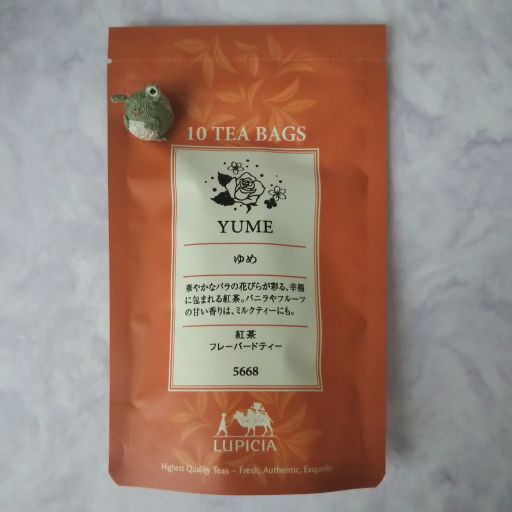 10 TEA BAGS
YUME
ゆめ
華やかなバラの花びらが彩る、幸福
に包まれる紅茶。バニラやフルーツ
の甘い香りは、ミルクティーにも。
紅茶
フレーバードティー
5668
LUPICIA
Highest Quality Teas – Fresh, Authentic, Exquisite.